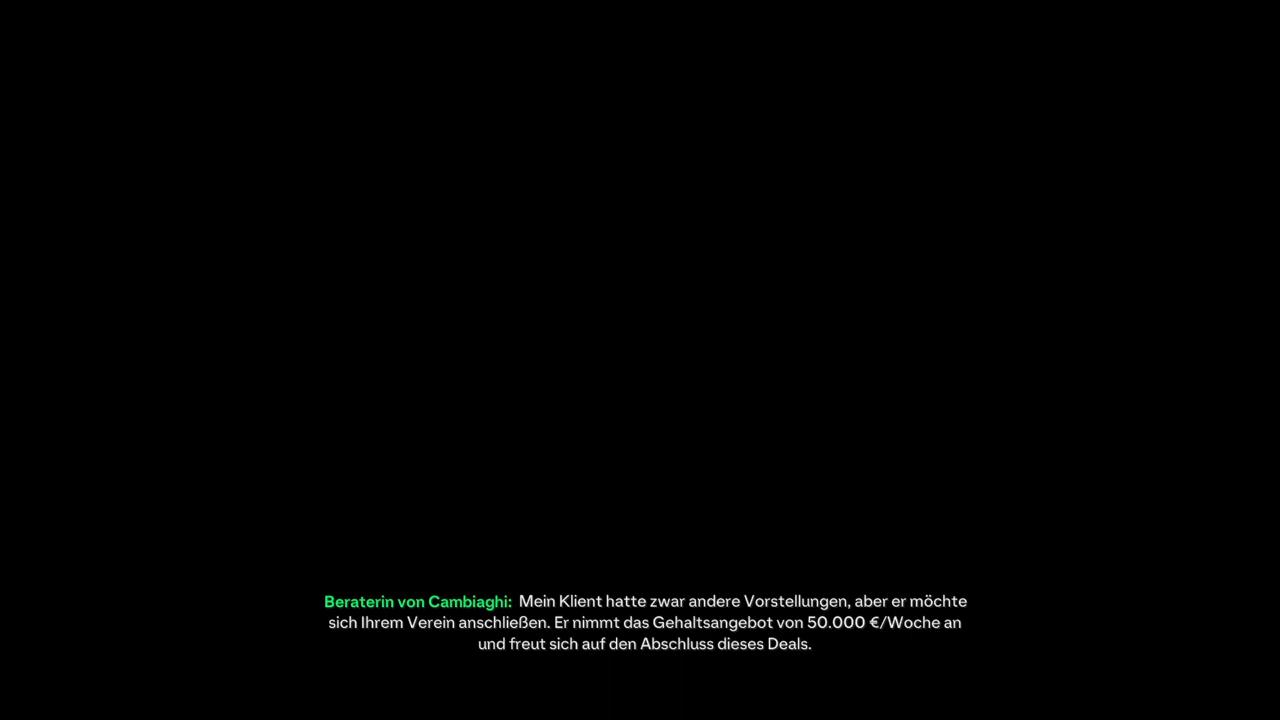 Beraterin von Cambiaghi: Mein Klient hatte zwar andere Vorstellungen, aber er möchte
sich Ihrem Verein anschließen. Er nimmt das Gehaltsangebot von 50.000 €/Woche an
und freut sich auf den Abschluss dieses Deals.